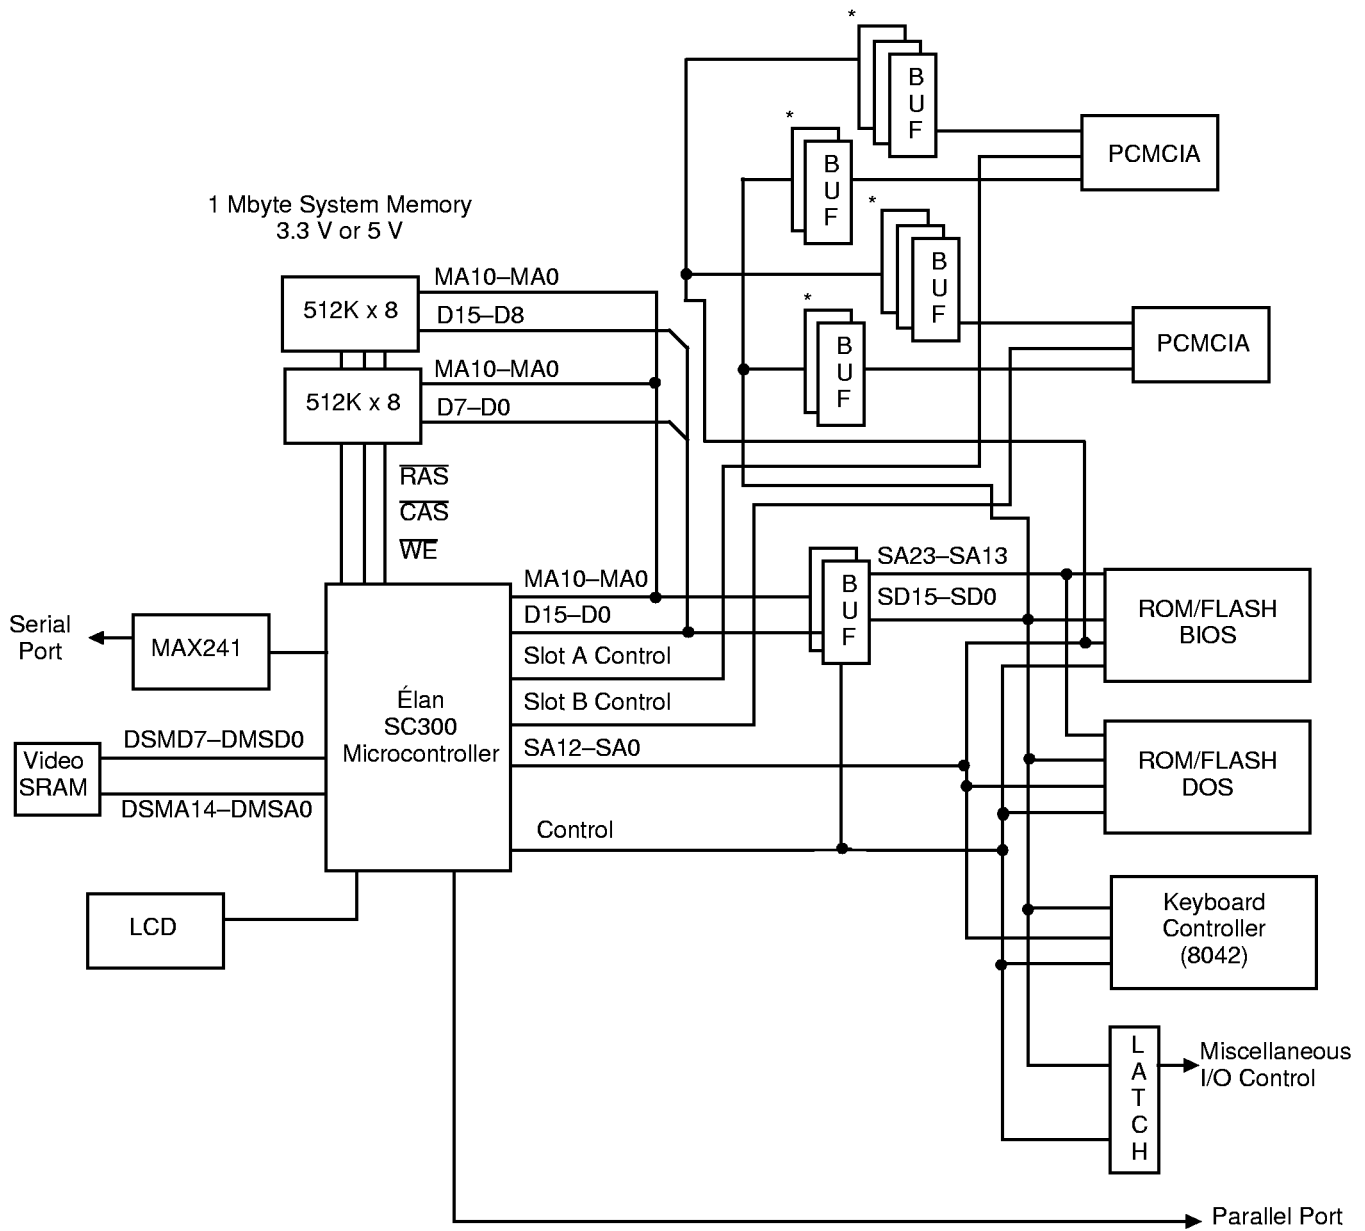 *
B
U
F
*
B
U
F
PCMCIA
*
B
U
F
*
B
U
F
PCMCIA
1 Mbyte System Memory
3.3 V or 5 V
512K x 8
MA10–MA0
D15–D8
512K x 8
MA10–MA0
D7–D0
RAS
CAS
WE
MA10–MA0
D15–D0
Slot A Control
Slot B Control
SA12–SA0
Control
B
U
F
SA23–SA13
SD15–SD0
ROM/FLASH
BIOS
ROM/FLASH
DOS
Keyboard
Controller
(8042)
L
A
T
C
H
Miscellaneous
I/O Control
Serial
Port
MAX241
Élan
SC300
Microcontroller
Video
SRAM
DSMD7–DMSD0
DSMA14–DMSA0
LCD
Parallel Port